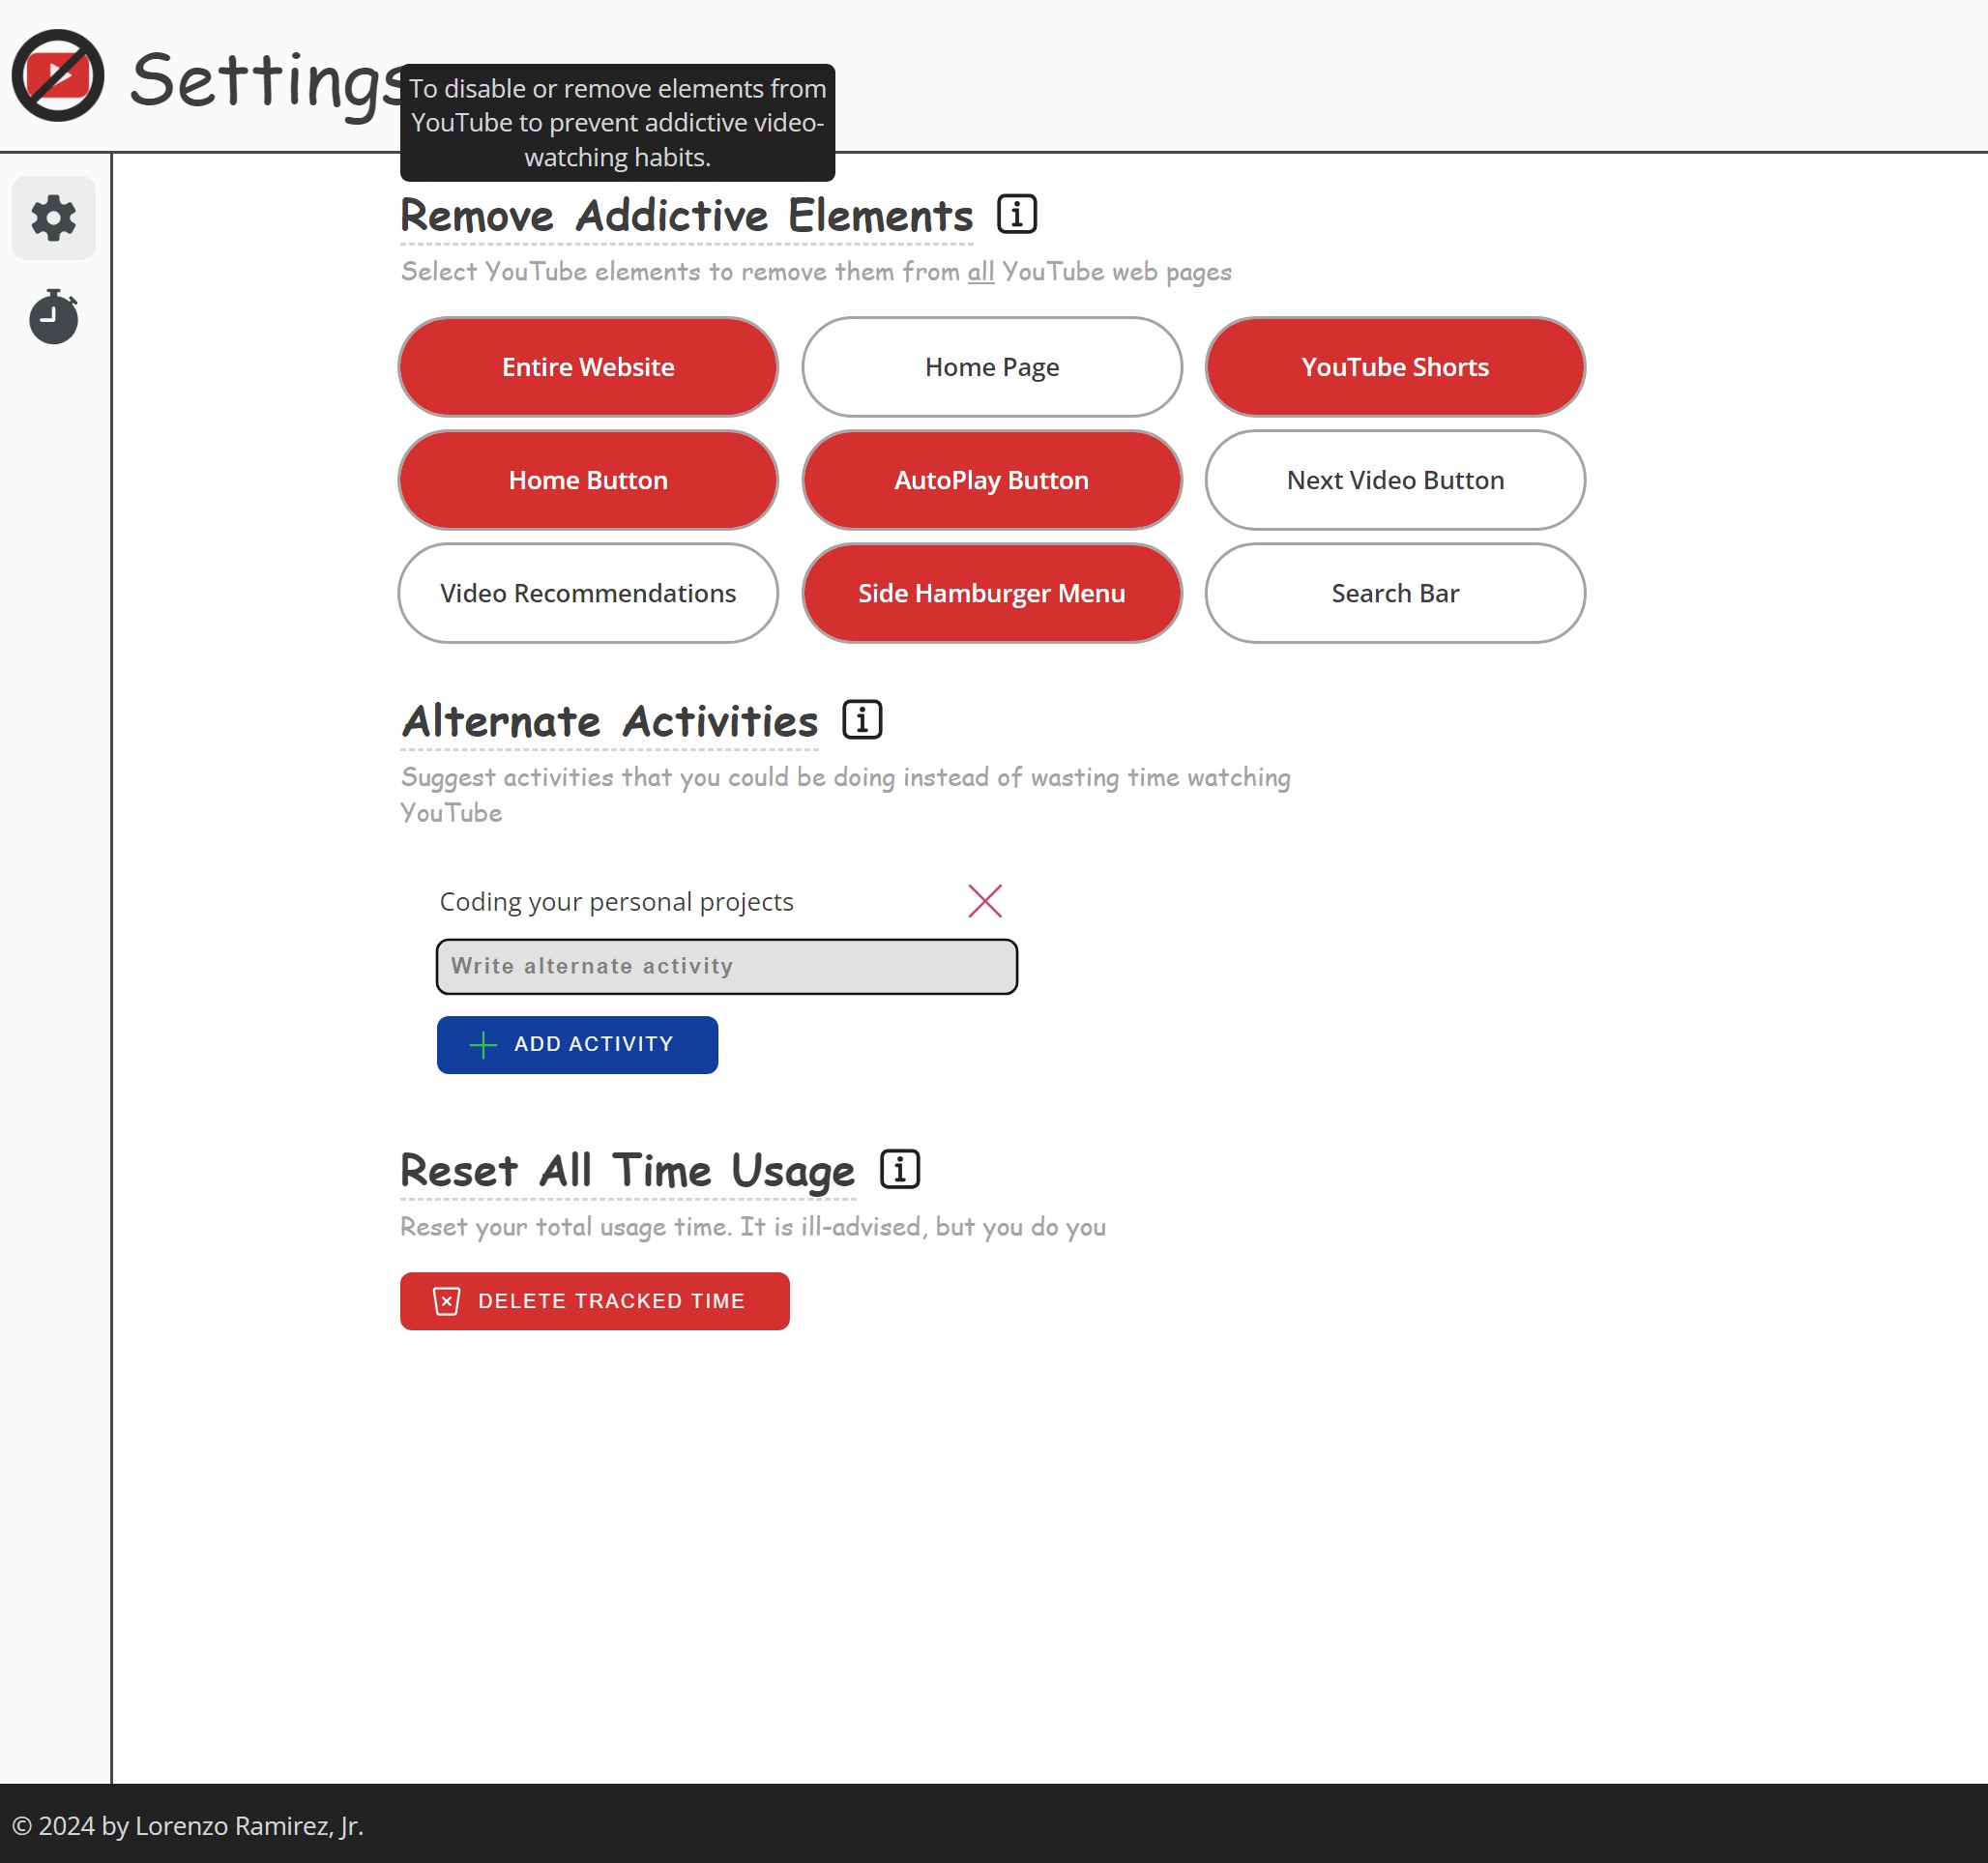 Settings
To disable or remove elements from
YouTube to prevent addictive video-
watching habits.
Remove Addictive Elements
Select YouTube elements to remove them from all YouTube web pages
Entire Website
Home Page
YouTube Shorts
Home Button
AutoPlay Button
Next Video Button
Video Recommendations
Side Hamburger Menu
Search Bar
Alternate Activities
Suggest activities that you could be doing instead of wasting time watching
YouTube
Coding your personal projects
Write alternate activity
ADD ACTIVITY
Reset All Time Usage
Reset your total usage time. It is ill-advised, but you do you
DELETE TRACKED TIME
© 2024 by Lorenzo Ramirez, Jr.